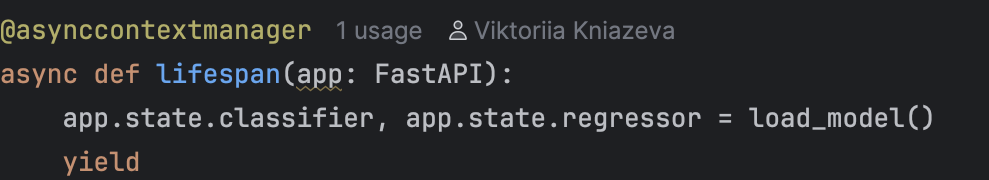 @asynccontextmanager 1 usage Viktoriia Kniazeva
async def lifespan(app: FastAPI):
    app.state.classifier, app.state.regressor = load_model()
    yield